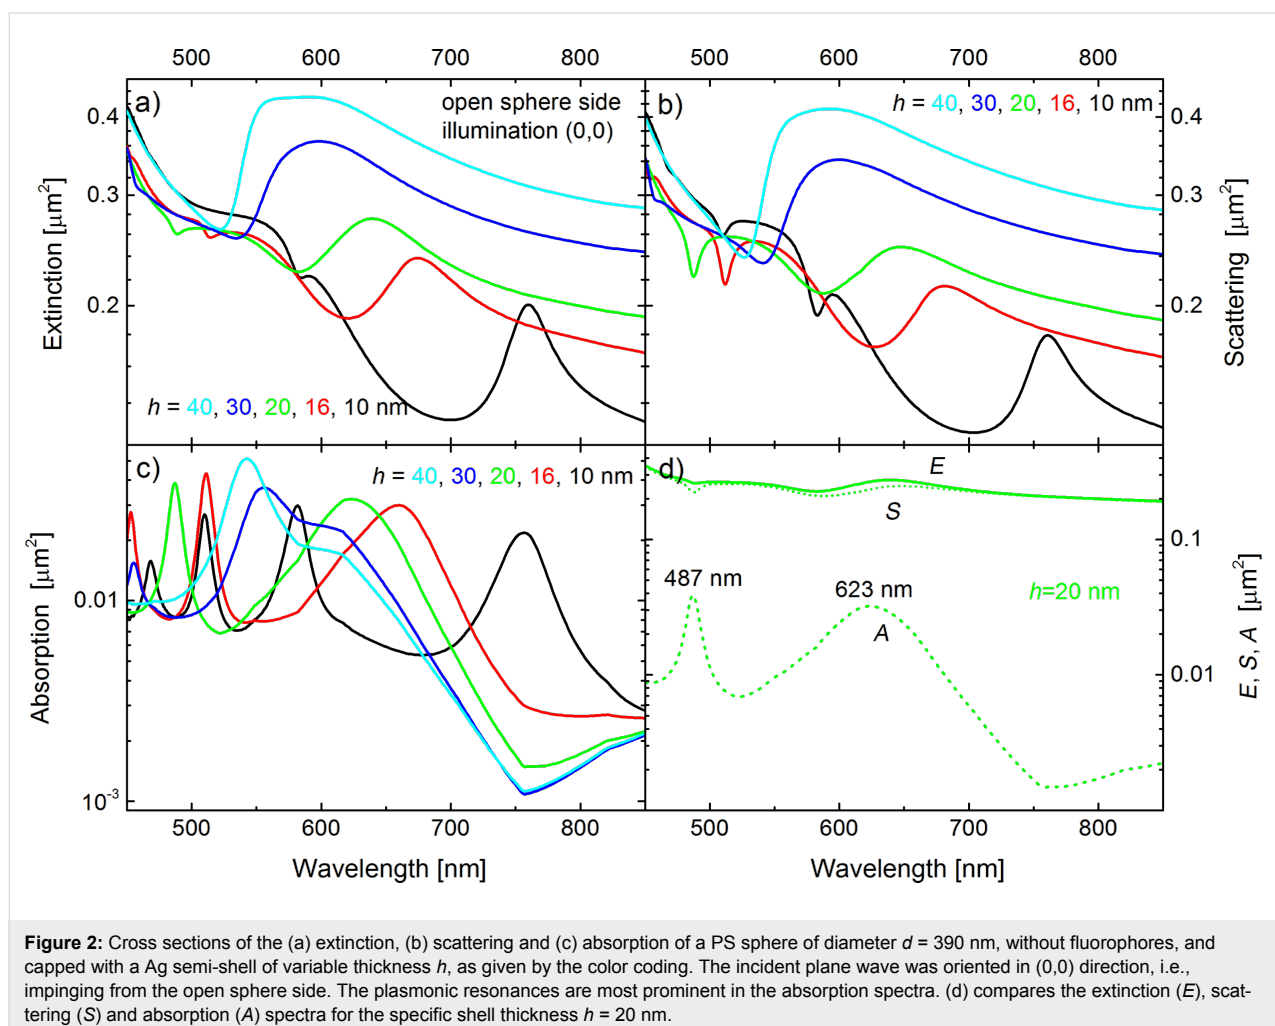 500 600 700 800 500 600 700 800
a) open sphere side
illumination (0,0)
b) h = 40, 30, 20, 16, 10 nm
0.4
0.3
0.2
Extinction [µm²]
h = 40, 30, 20, 16, 10 nm
0.4
0.3
0.2
Scattering [µm²]
c) h = 40, 30, 20, 16, 10 nm
0.01
10⁻³
Absorption [µm²]
d) E
S
487 nm
623 nm
A
h=20 nm
0.1
0.01
E, S, A [µm²]
500 600 700 800 500 600 700 800
Wavelength [nm] Wavelength [nm]
Figure 2: Cross sections of the (a) extinction, (b) scattering and (c) absorption of a PS sphere of diameter d = 390 nm, without fluorophores, and
capped with a Ag semi-shell of variable thickness h, as given by the color coding. The incident plane wave was oriented in (0,0) direction, i.e.,
impinging from the open sphere side. The plasmonic resonances are most prominent in the absorption spectra. (d) compares the extinction (E), scat-
tering (S) and absorption (A) spectra for the specific shell thickness h = 20 nm.